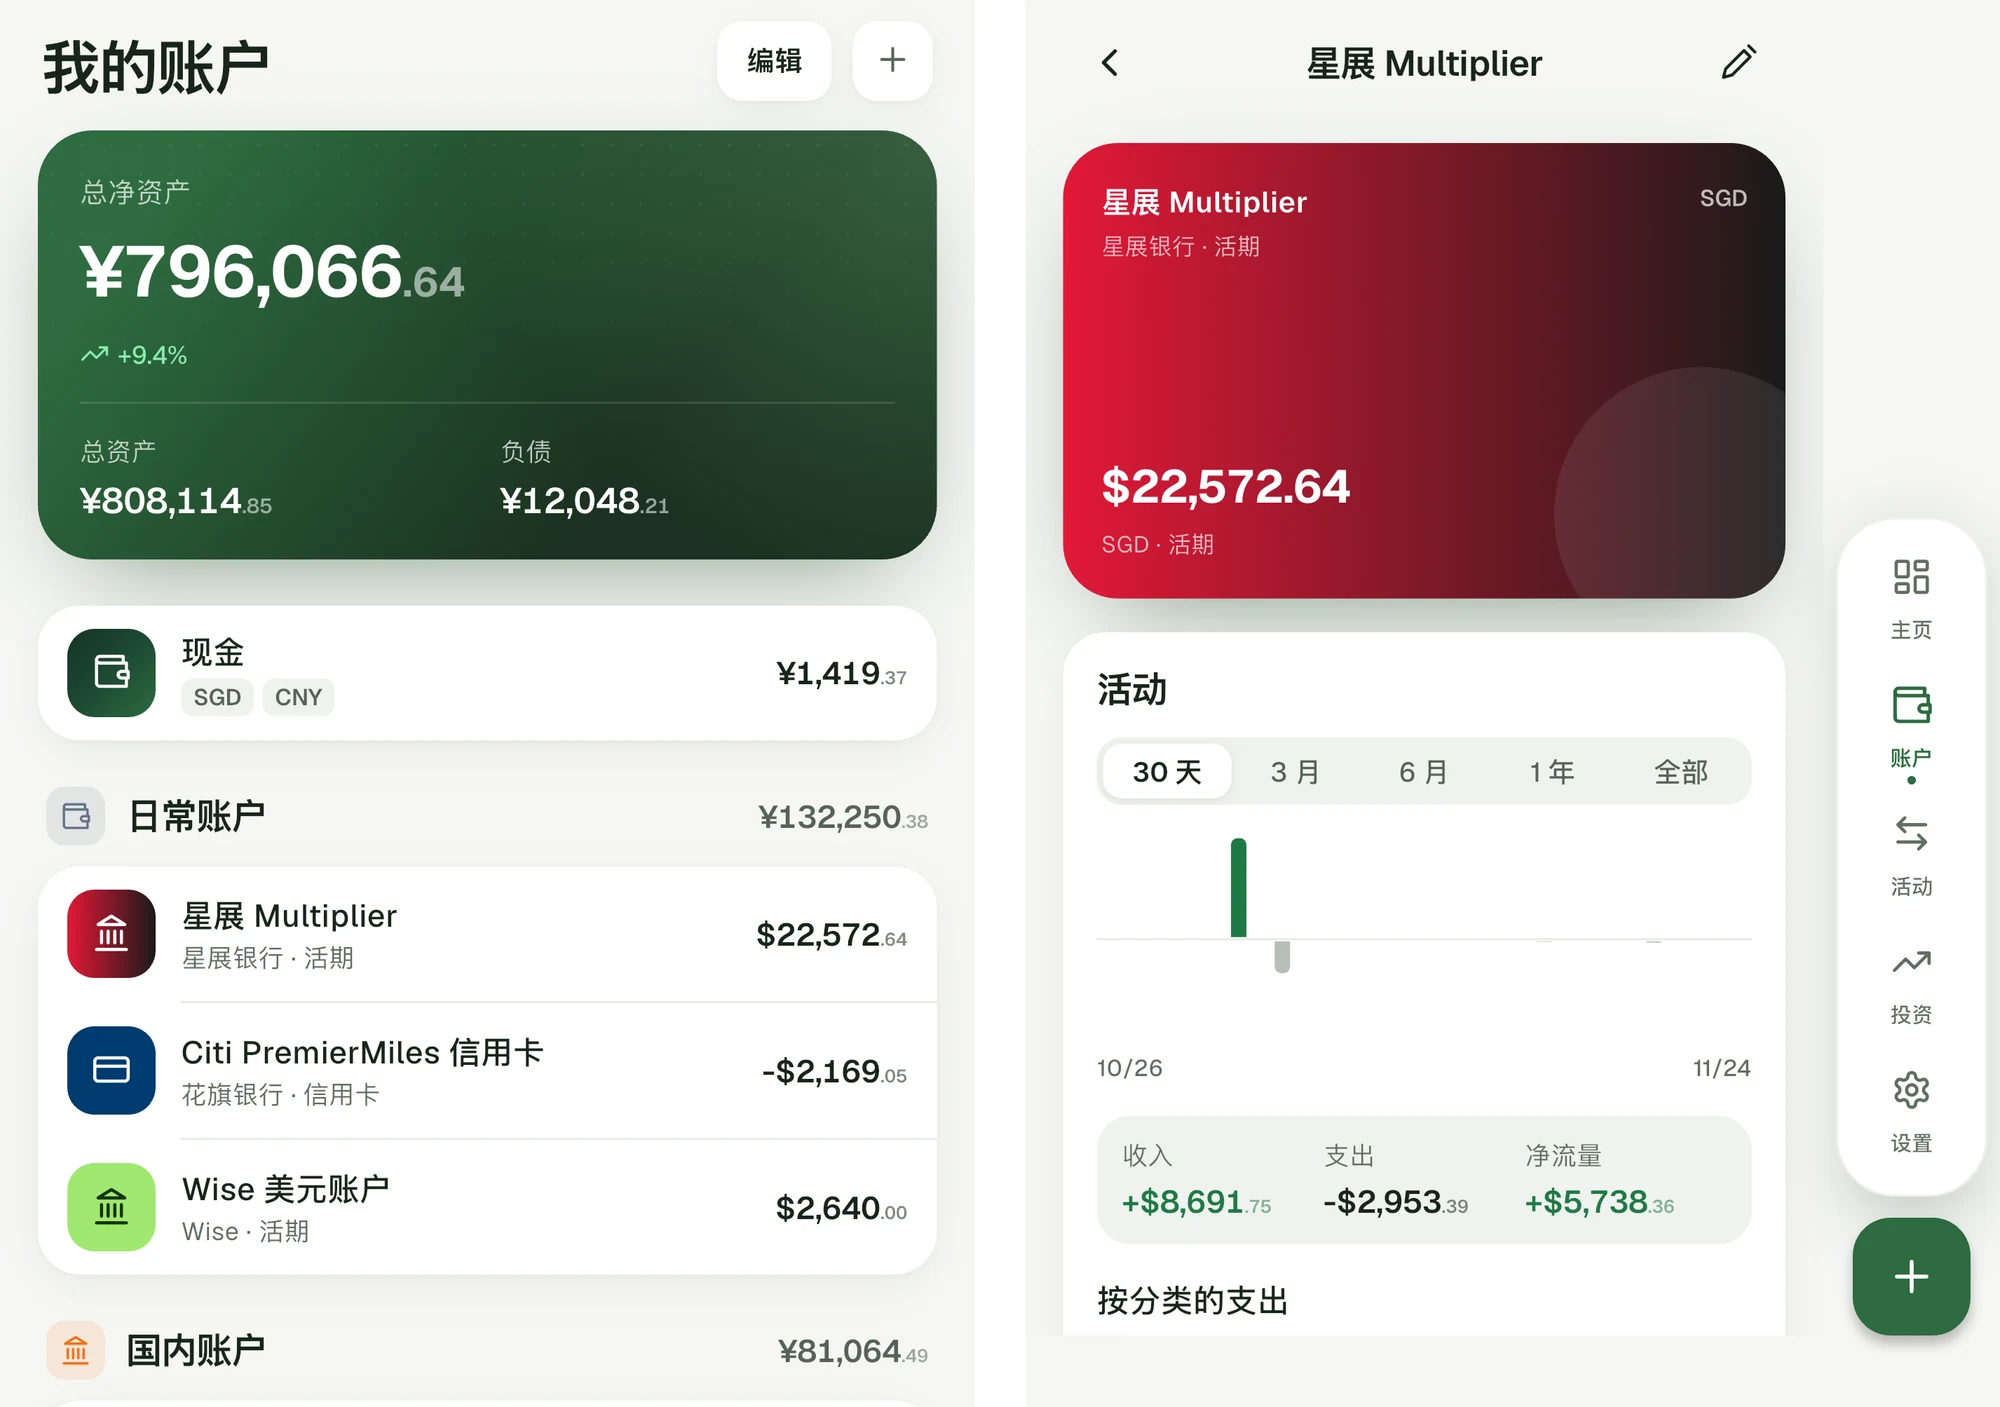 我的账户
编辑
总净资产
¥796,066.64
+9.4%
总资产
负债
¥808,114.85
¥12,048.21
现金
SGD CNY
¥1,419.37
日常账户
¥132,250.38
星展 Multiplier
星展银行 · 活期
$22,572.64
Citi PremierMiles 信用卡
花旗银行 · 信用卡
-$2,169.05
Wise 美元账户
Wise · 活期
$2,640.00
国内账户
¥81,064.49
星展 Multiplier
星展 Multiplier
SGD
星展银行 · 活期
$22,572.64
SGD · 活期
活动
30 天 3 月 6 月 1 年 全部
10/26 11/24
收入 支出 净流量
+$8,691.75 -$2,953.39 +$5,738.36
按分类的支出
主页
账户
活动
投资
设置